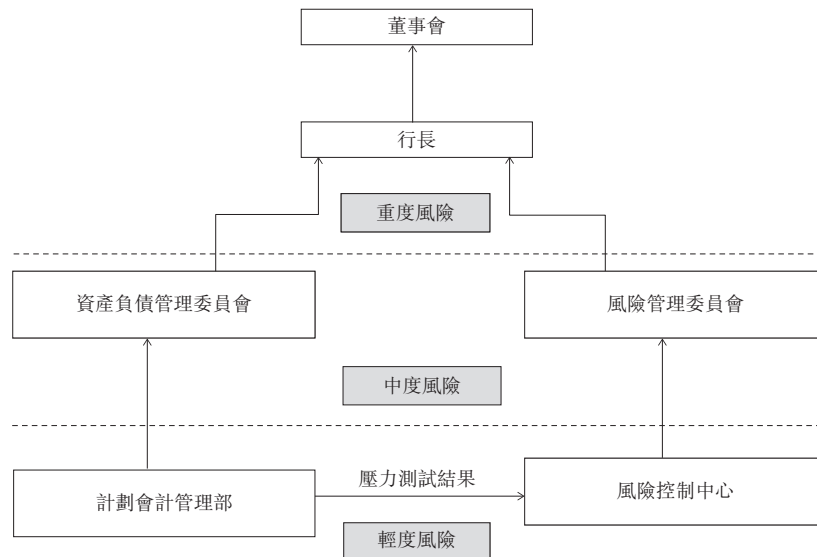 董事會
行長
重度風險
資產負債管理委員會
風險管理委員會
中度風險
計劃會計管理部
壓力測試結果
風險控制中心
輕度風險